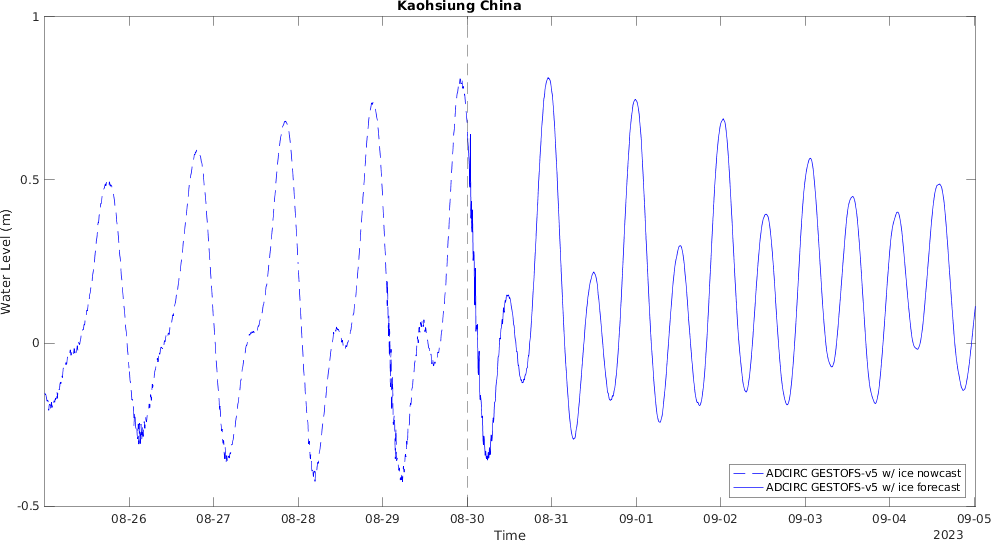 Kaohsiung China
1
0.5
0
-0.5
Water Level (m)
08-26 08-27 08-28 08-29 08-30 08-31 09-01 09-02 09-03 09-04 09-05
Time
2023
ADCIRC GESTOFS-v5 w/ ice nowcast
ADCIRC GESTOFS-v5 w/ ice forecast